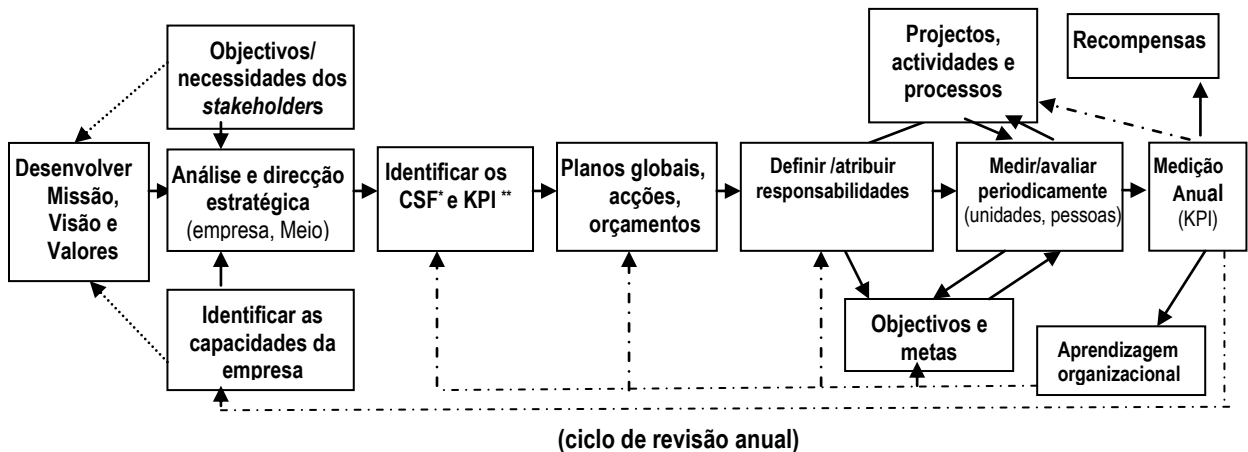 Objectivos/
necessidades dos
stakeholders
Projectos,
actividades e
processos
Recompensas
Desenvolver
Missão,
Visão e
Valores
Análise e direcção
estratégica
(empresa, Meio)
Identificar os
CSF* e KPI **
Planos globais,
acções,
orçamentos
Definir /atribuir
responsabilidades
Medir/avaliar
periodicamente
(unidades, pessoas)
Medição
Anual
(KPI)
Identificar as
capacidades da
empresa
Objectivos e
metas
Aprendizagem
organizacional
(ciclo de revisão anual)